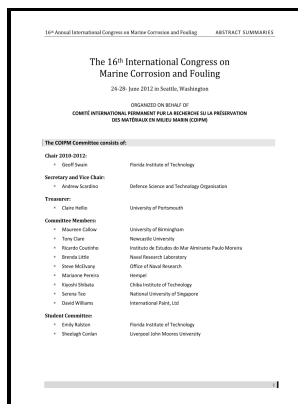 16th Annual International Congress on Marine Corrosion and Fouling ABSTRACT SUMMARIES
The 16th International Congress on
Marine Corrosion and Fouling
24-28- June 2012 in Seattle, Washington
ORGANIZED ON BEHALF OF
COMITÉ INTERNATIONAL PERMANENT PUR LA RECHERCHE SU LA PRÉSERVATION
DES MATÉRIAUX EN MILIEU MARIN (COIPM)
The COIPM Committee consists of:
Chair 2010-2012:
Geoff Swain Florida Institute of Technology
Secretary and Vice Chair:
Andrew Scardino Defence Science and Technology Organisation
Treasurer:
Claire Hellio University of Portsmouth
Committee Members:
Maureen Callow University of Birmingham
Tony Clare Newcastle University
Ricardo Coutinho Instituto de Estudos do Mar Almirante Paulo Moreira
Brenda Little Naval Research Laboratory
Steve McElvany Office of Naval Research
Marianne Pereira Hempel
Kiyoshi Shibata Chiba Institute of Technology
Serena Teo National University of Singapore
David Williams International Paint, Ltd
Student Committee:
Emily Ralston Florida Institute of Technology
Sheelagh Conlan Liverpool John Moores University